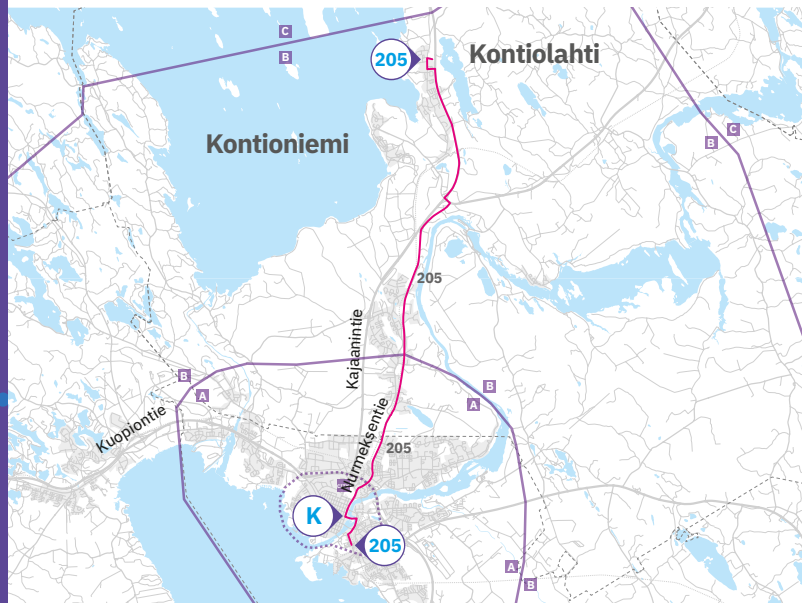 C
B
205
Kontiolahti
C
B
Kontioniemi
205
Kajaanintie
B
A
B
A
Kuopiontie
Nurmeksentie
205
K
205
A
B